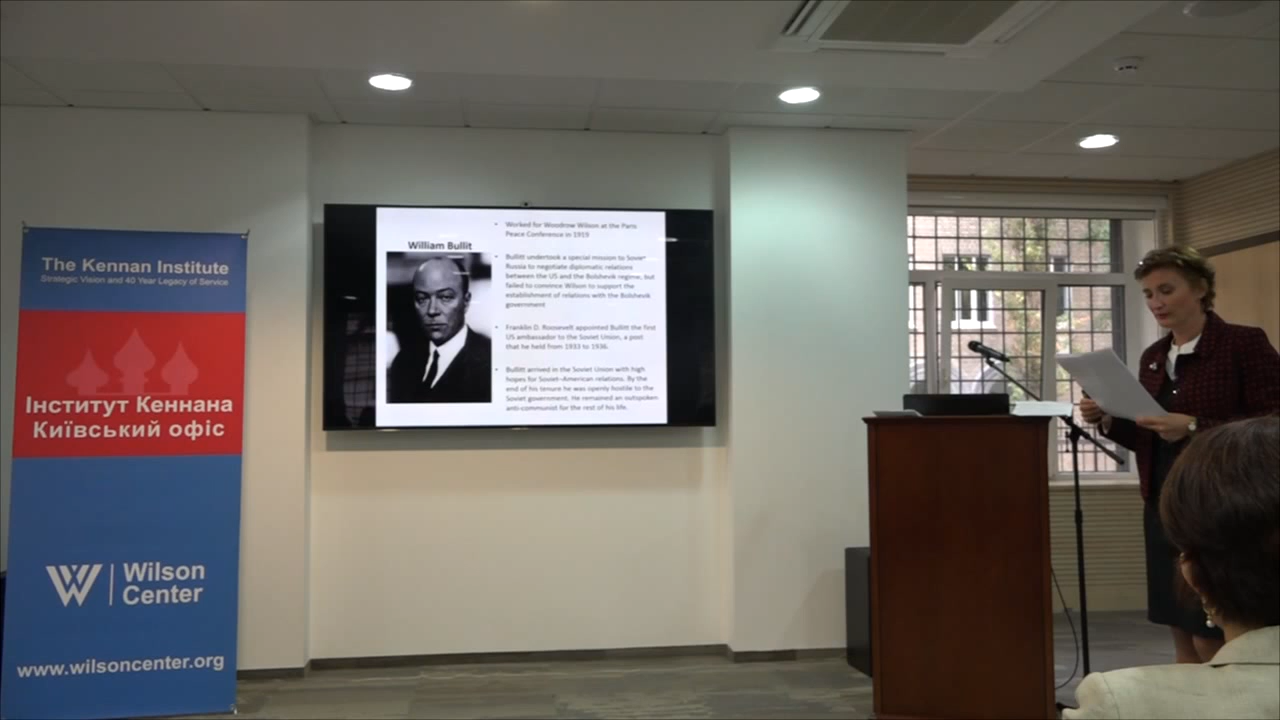 The Kennan Institute
Strategic Vision and 40 Year Legacy of Service
Інститут Кеннана
Київський офіс
W | Wilson
Center
www.wilsoncenter.org
William Bullit
• Worked for Woodrow Wilson at the Paris
Peace Conference in 1919
• Bullitt undertook a special mission to Soviet
Russia to negotiate diplomatic relations
between the US and the Bolshevik regime, but
failed to convince Wilson to support the
establishment of relations with the Bolshevik
government
• Franklin D. Roosevelt appointed Bullitt the first
US ambassador to the Soviet Union, a post
that he held from 1933 to 1936.
• Bullitt arrived in the Soviet Union with high
hopes for Soviet–American relations. By the
end of his tenure he was openly hostile to the
Soviet government. He remained an outspoken
anti-communist for the rest of his life.